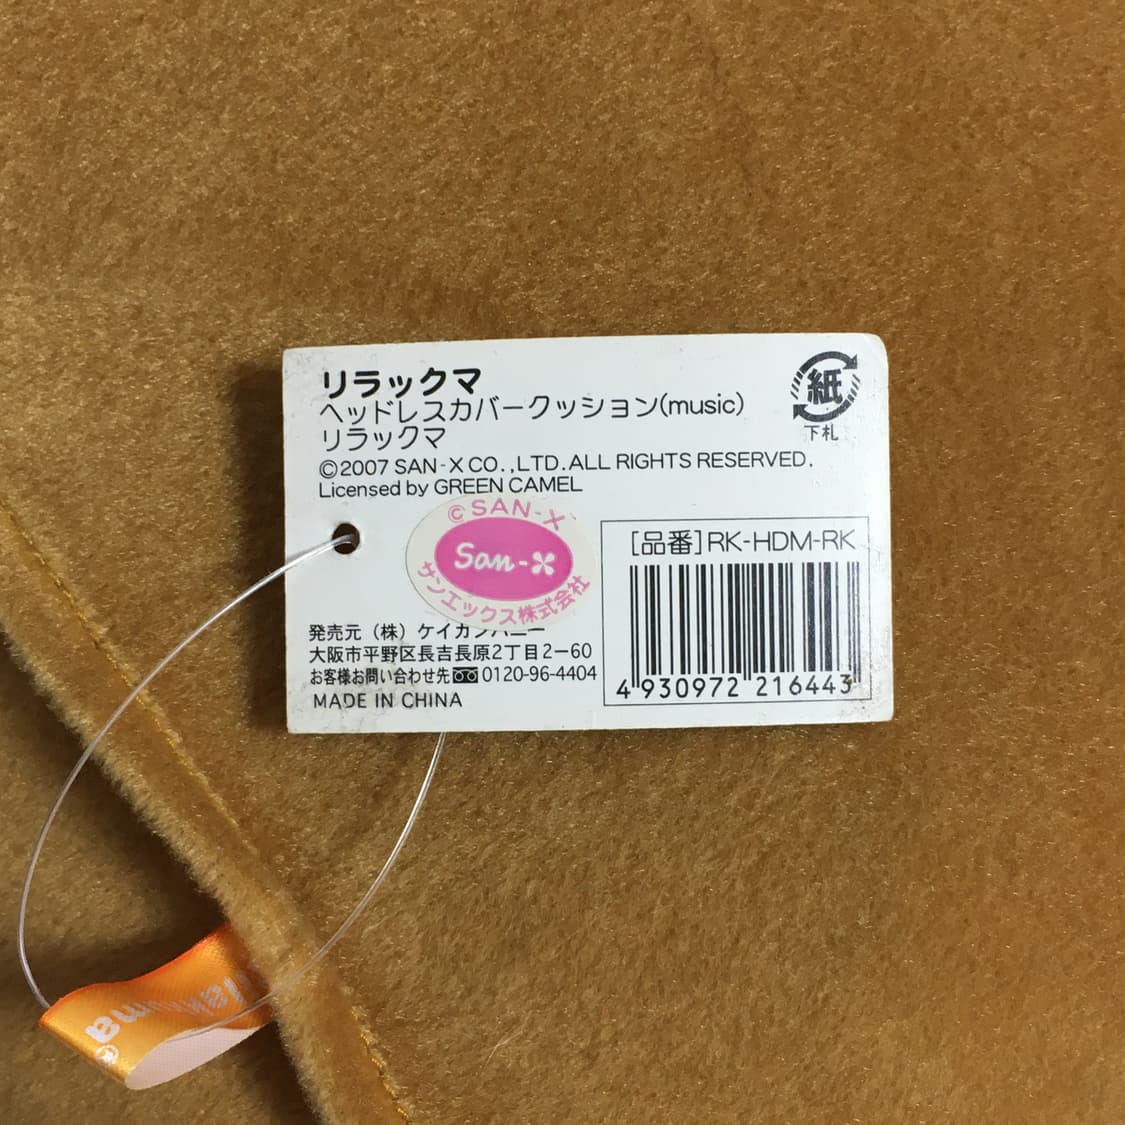 リラックマ
ヘッドレスカバークッション(music)
リラックマ
©2007 SAN-X CO.,LTD.ALL RIGHTS RESERVED.
Licensed by GREEN CAMEL
紙
下札
©SAN-X
San-X
サンエックス株式会社
[品番]RK-HDM-RK
4 930972 216443
発売元（株）ケイカンパニー
大阪市平野区長吉長原2丁目2-60
お客様お問い合わせ先 0120-96-4404
MADE IN CHINA